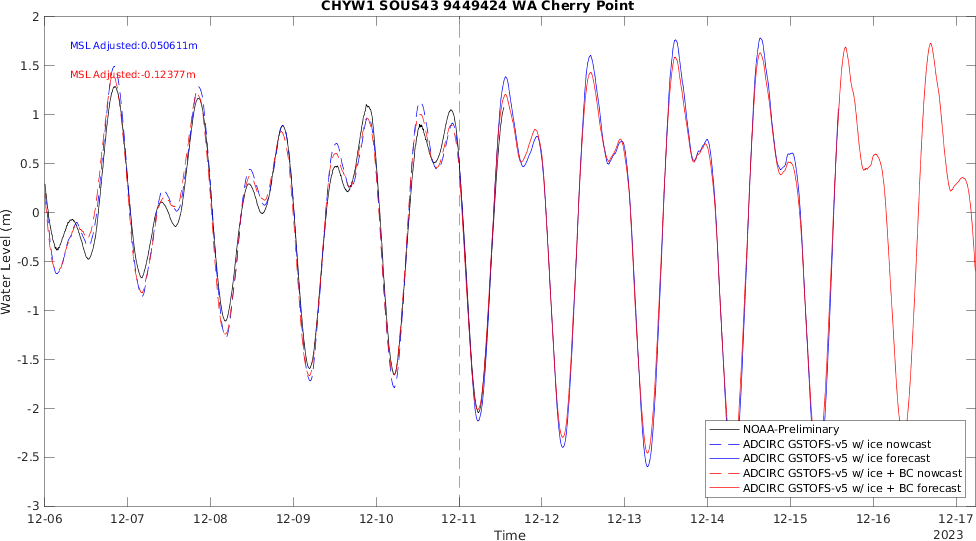 CHYW1 SOUS43 9449424 WA Cherry Point
MSL Adjusted:0.050611m
MSL Adjusted:-0.12377m
Water Level (m)
2
1.5
1
0.5
0
-0.5
-1
-1.5
-2
-2.5
-3
NOAA-Preliminary
ADCIRC GSTOFS-v5 w/ ice nowcast
ADCIRC GSTOFS-v5 w/ ice forecast
ADCIRC GSTOFS-v5 w/ ice + BC nowcast
ADCIRC GSTOFS-v5 w/ ice + BC forecast
12-06 12-07 12-08 12-09 12-10 12-11 12-12 12-13 12-14 12-15 12-16 12-17
Time
2023